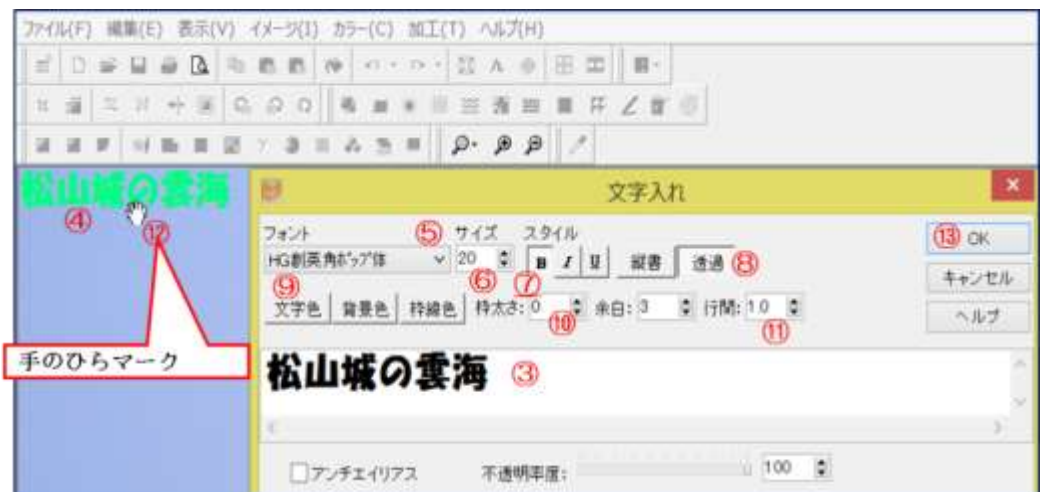 ファイル(F) 編集(E) 表示(V) イメージ(I) カラー(C) 加工(T) ヘルプ(H)
松山城の雲海
④
⑫
手のひらマーク
文字入れ
フォント ⑤ サイズ スタイル
HG創英角ポップ体 20 B I U 縦書 透過 ⑧
⑨ ⑥ ⑦
文字色 背景色 枠線色 枠太さ: 0 余白: 3 行間: 1.0
⑩ ⑪
松山城の雲海 ③
アンチエイリアス 不透明率度: 100
⑬ OK
キャンセル
ヘルプ